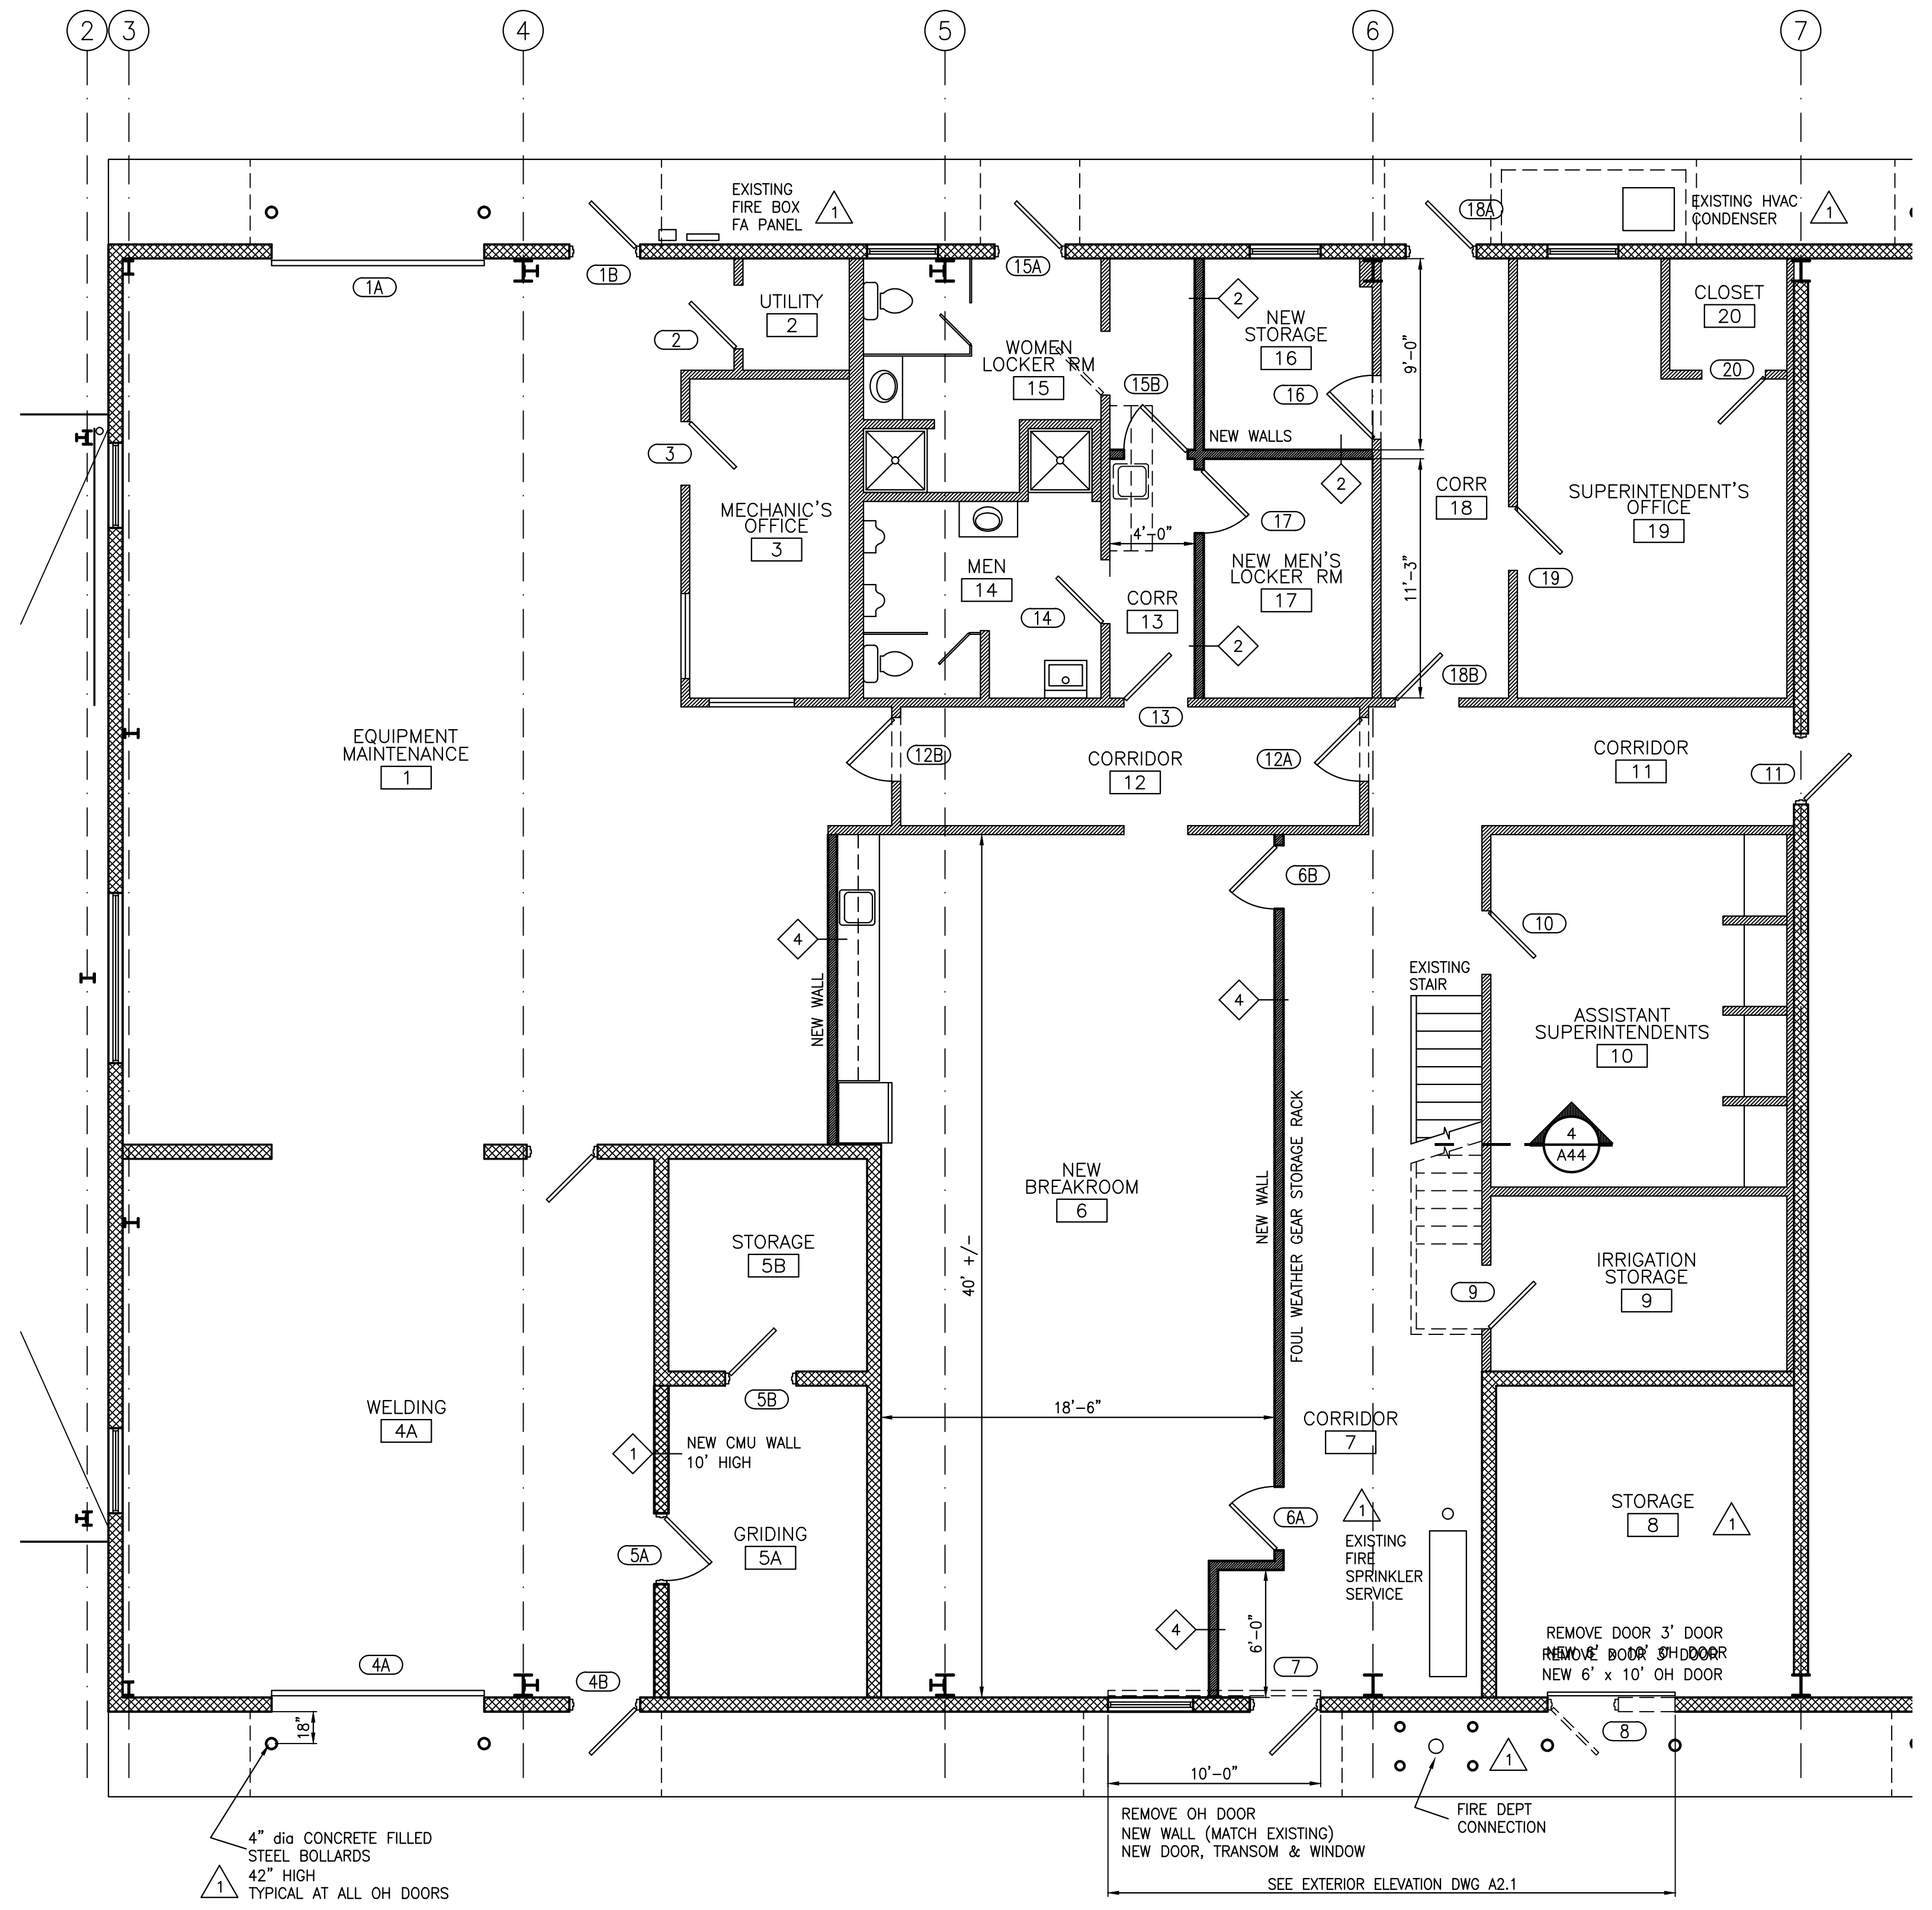 2
3
4
5
6
7
EXISTING
FIRE BOX
FA PANEL
1
18A
EXISTING HVAC
CONDENSER
1
1A
1B
15A
UTILITY
2
2
WOMEN
LOCKER RM
15
15B
2
NEW
STORAGE
16
16
NEW WALLS
9'-0"
CLOSET
20
20
3
MECHANIC'S
OFFICE
3
2
CORR
18
SUPERINTENDENT'S
OFFICE
19
17
4'-0"
MEN
14
14
CORR
13
NEW MEN'S
LOCKER RM
17
11'-3"
19
2
18B
13
EQUIPMENT
MAINTENANCE
1
12B
CORRIDOR
12
12A
CORRIDOR
11
11
6B
10
4
NEW WALL
4
EXISTING
STAIR
ASSISTANT
SUPERINTENDENTS
10
4
A44
NEW
BREAKROOM
6
NEW WALL
FOUL WEATHER GEAR STORAGE RACK
STORAGE
5B
40' +/-
IRRIGATION
STORAGE
9
9
5B
WELDING
4A
18'-6"
CORRIDOR
7
1
NEW CMU WALL
10' HIGH
GRIDING
5A
5A
6A
1
EXISTING
FIRE
SPRINKLER
SERVICE
STORAGE
8
1
4
6'-0"
REMOVE DOOR 3' DOOR
NEW 6' x 10' OH DOOR
REMOVE DOOR 3' DOOR
NEW 6' x 10' OH DOOR
4A
4B
7
8
18"
1
10'-0"
REMOVE OH DOOR
NEW WALL (MATCH EXISTING)
NEW DOOR, TRANSOM & WINDOW
FIRE DEPT
CONNECTION
4" dia CONCRETE FILLED
STEEL BOLLARDS
42" HIGH
1
TYPICAL AT ALL OH DOORS
SEE EXTERIOR ELEVATION DWG A2.1